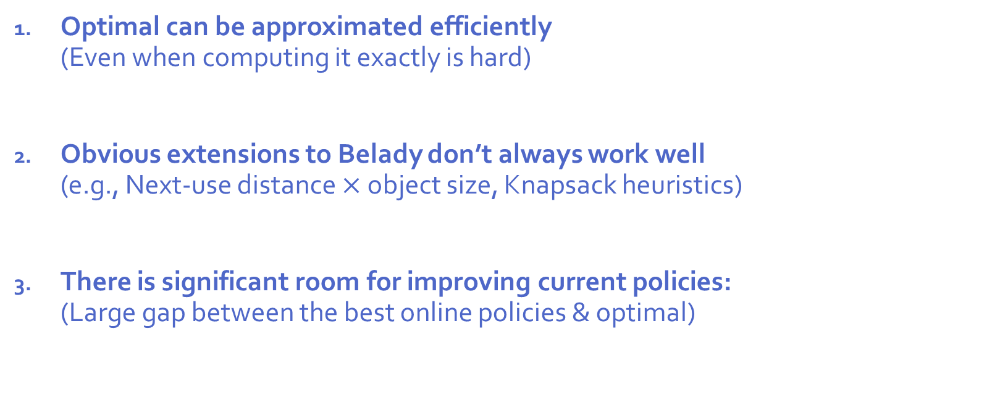 1. Optimal can be approximated efficiently
(Even when computing it exactly is hard)
2. Obvious extensions to Belady don’t always work well
(e.g., Next-use distance × object size, Knapsack heuristics)
3. There is significant room for improving current policies:
(Large gap between the best online policies & optimal)